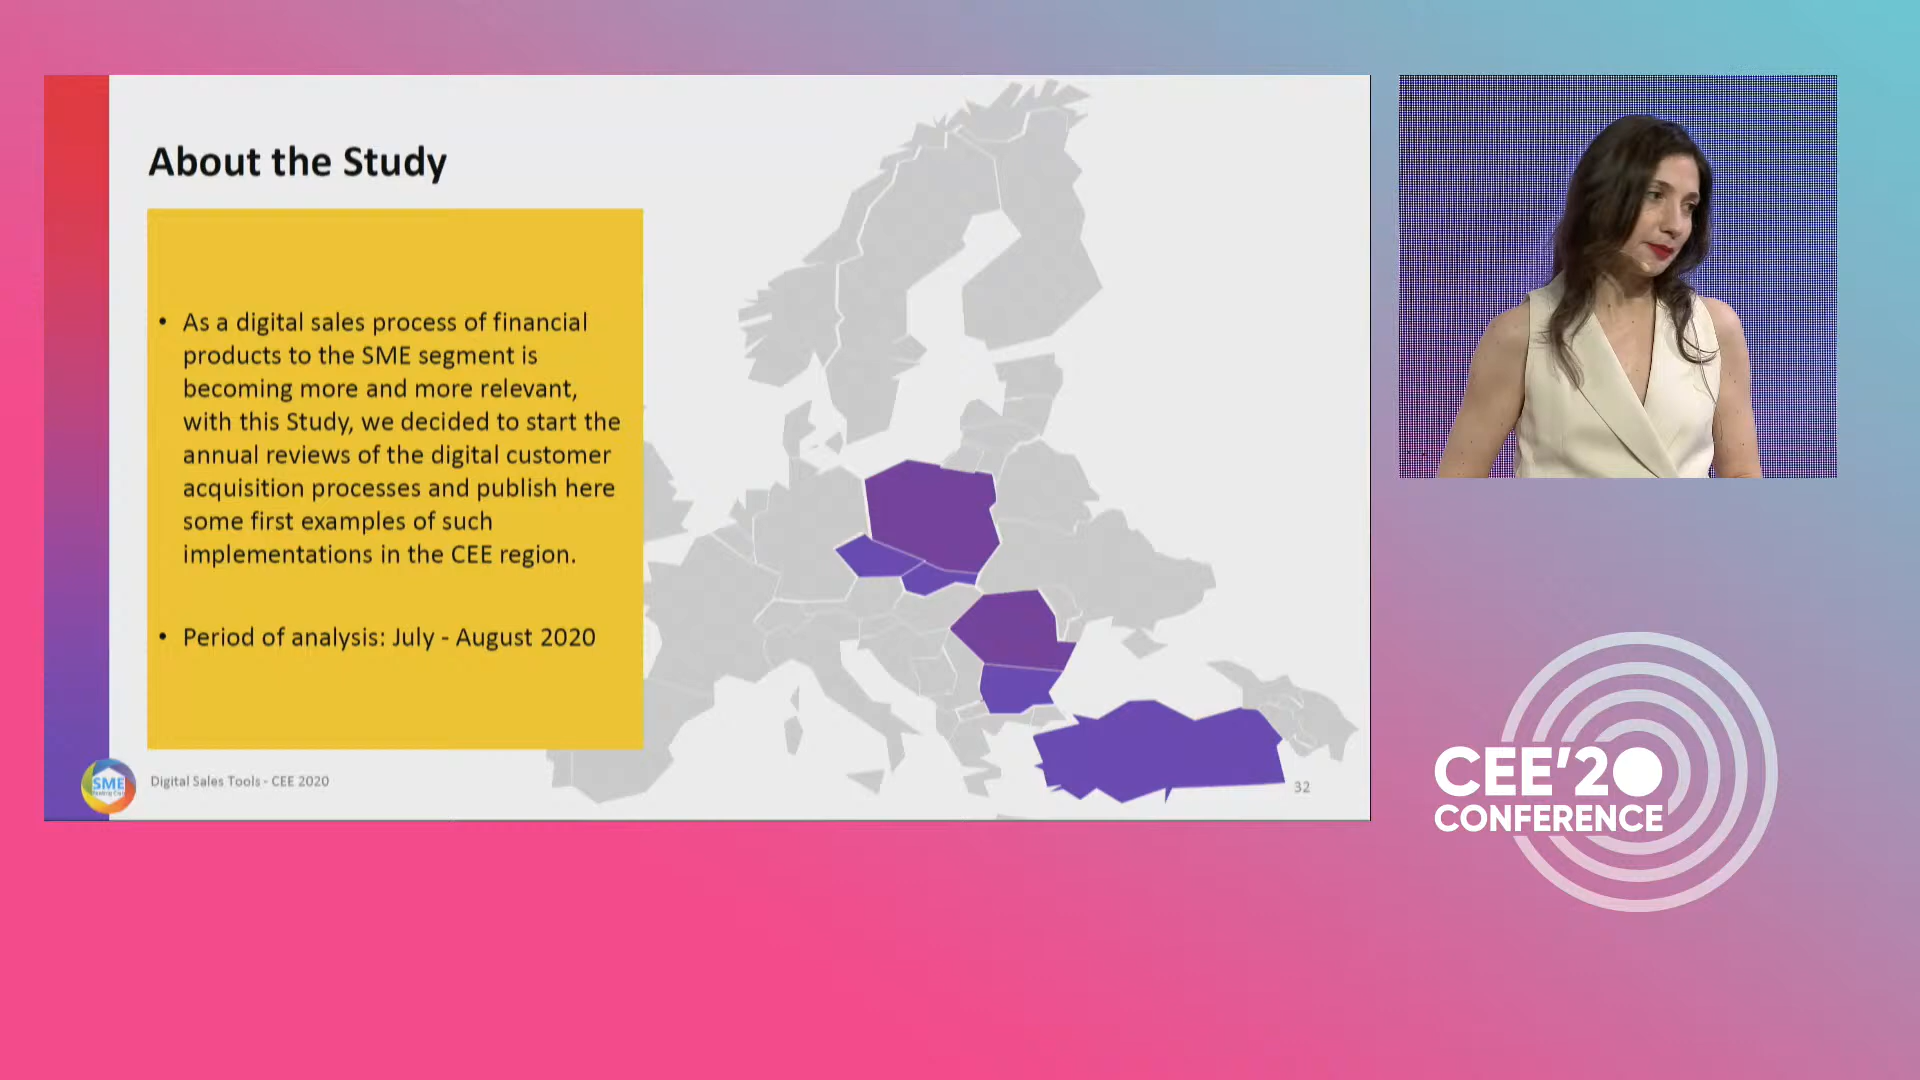 About the Study
• As a digital sales process of financial
products to the SME segment is
becoming more and more relevant,
with this Study, we decided to start the
annual reviews of the digital customer
acquisition processes and publish here
some first examples of such
implementations in the CEE region.
• Period of analysis: July - August 2020
SME
Digital Sales Tools - CEE 2020
32
CEE'20
CONFERENCE